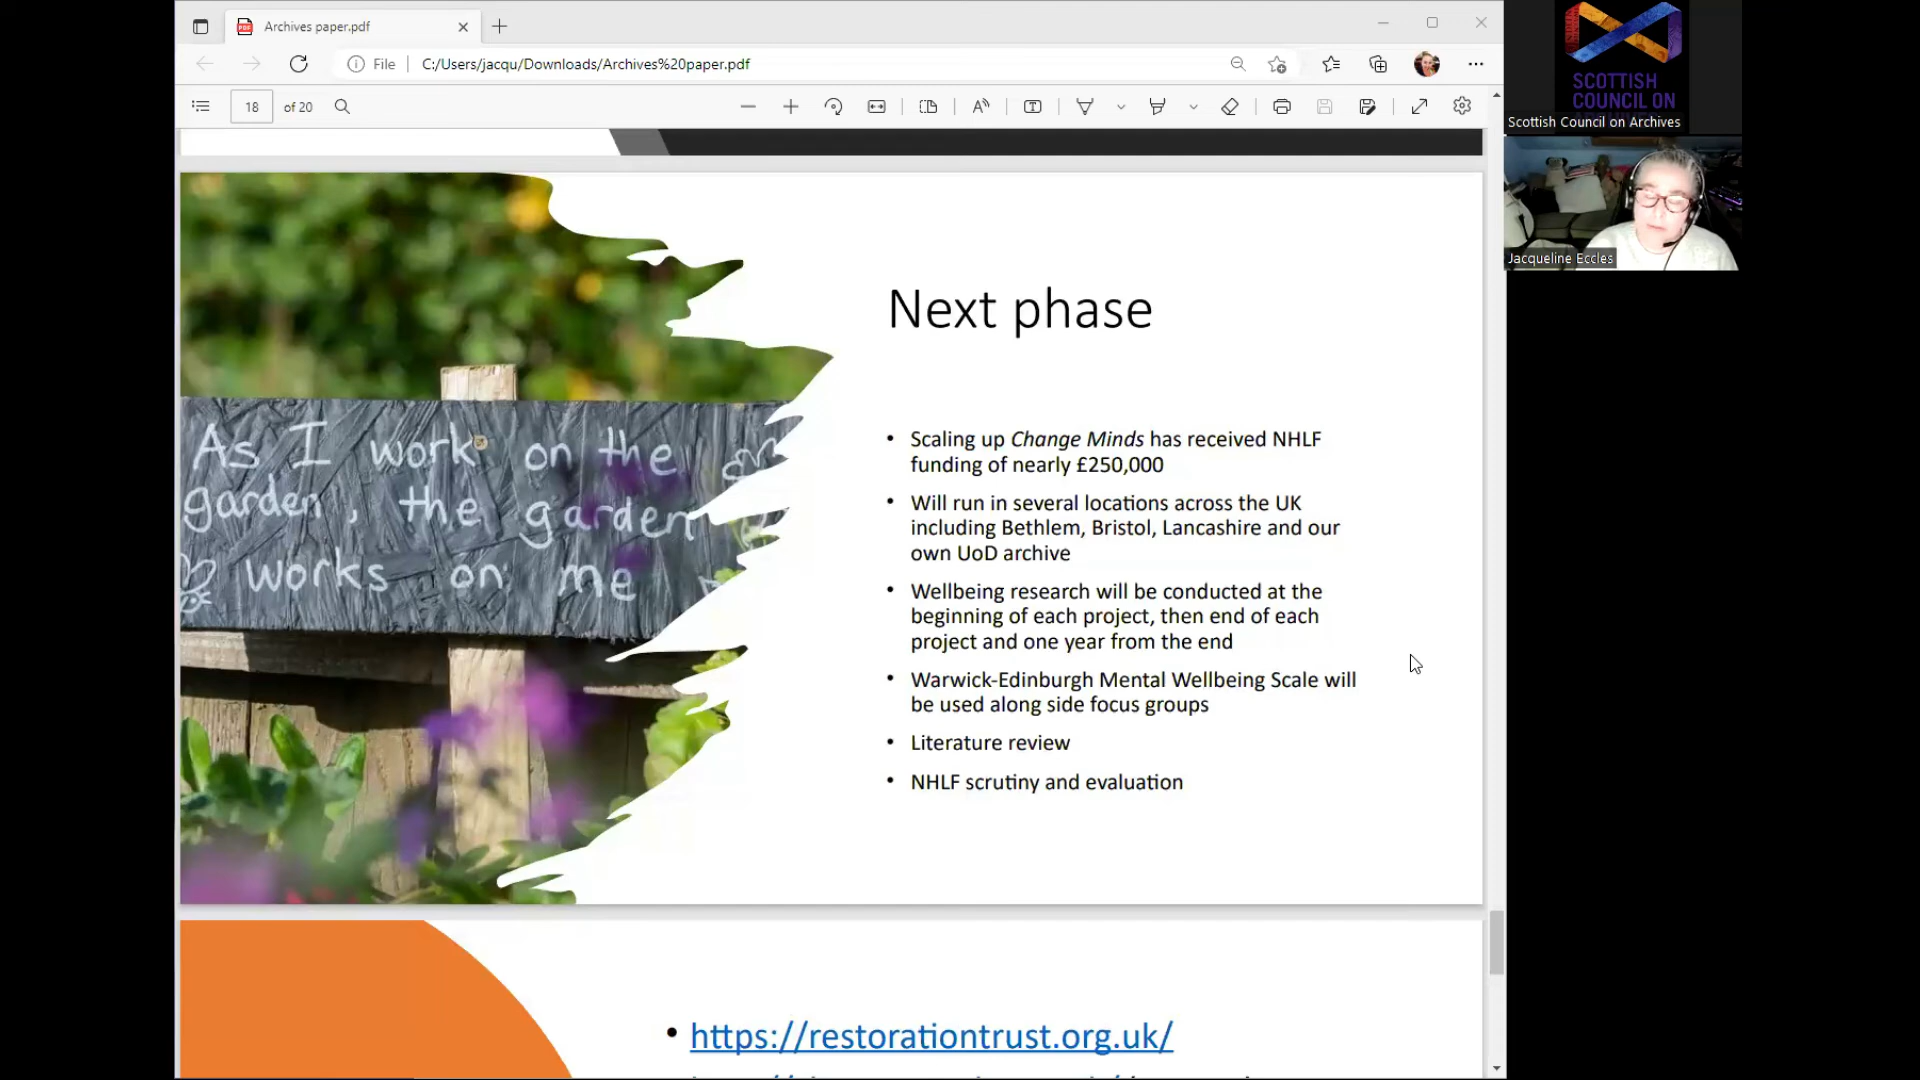 Archives paper.pdf
File
C:/Users/jacqu/Downloads/Archives%20paper.pdf
18 of 20
SCOTTISH
COUNCIL ON
Scottish Council on Archives
Jacqueline Eccles
As I work on the
garden, the garden
works on me
Next phase
• Scaling up Change Minds has received NHLF
funding of nearly £250,000
• Will run in several locations across the UK
including Bethlem, Bristol, Lancashire and our
own UoD archive
• Wellbeing research will be conducted at the
beginning of each project, then end of each
project and one year from the end
• Warwick-Edinburgh Mental Wellbeing Scale will
be used along side focus groups
• Literature review
• NHLF scrutiny and evaluation
• https://restorationtrust.org.uk/